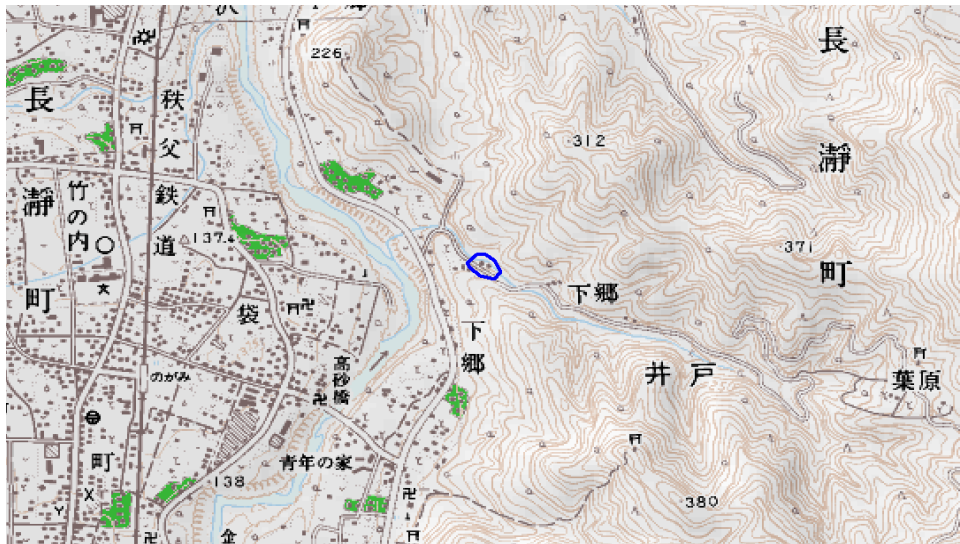 沢
226
長
長
秩父鉄道
312
瀞
瀞
竹の内
137.4
371
町
町
下郷
袋
下郷
高砂橋
井戸
葉原
のがみ
町
青年の家
138
380
企